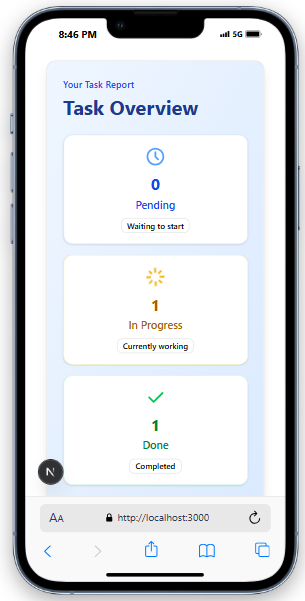 8:46 PM 5G
Your Task Report
Task Overview
0
Pending
Waiting to start
1
In Progress
Currently working
1
Done
Completed
N
AA http://localhost:3000